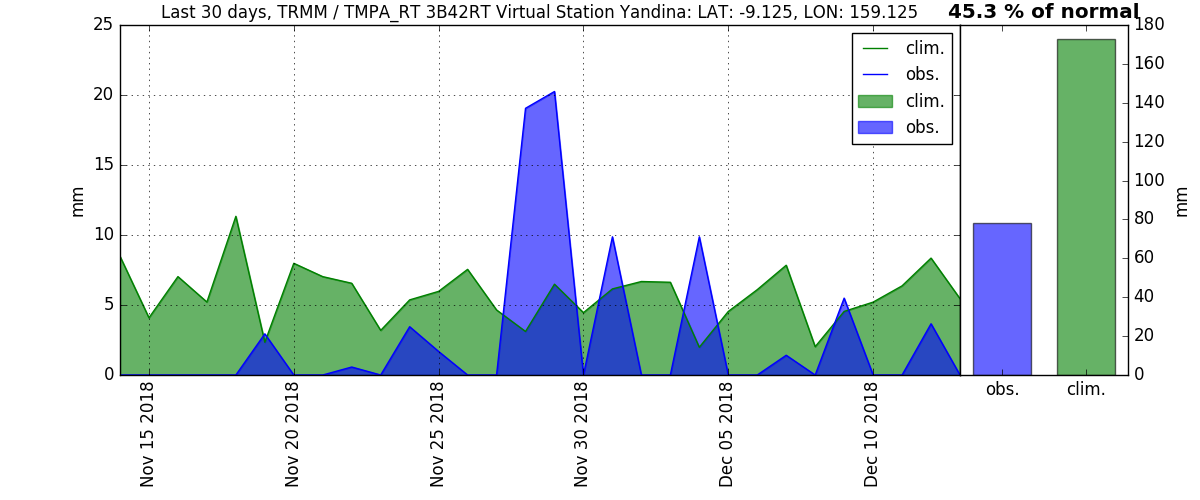 Last 30 days, TRMM / TMPA_RT 3B42RT Virtual Station Yandina: LAT: -9.125, LON: 159.125
45.3 % of normal
25
20
15
10
5
0
mm
clim.
obs.
clim.
obs.
180
160
140
120
100
80
60
40
20
0
mm
Nov 15 2018
Nov 20 2018
Nov 25 2018
Nov 30 2018
Dec 05 2018
Dec 10 2018
obs.
clim.